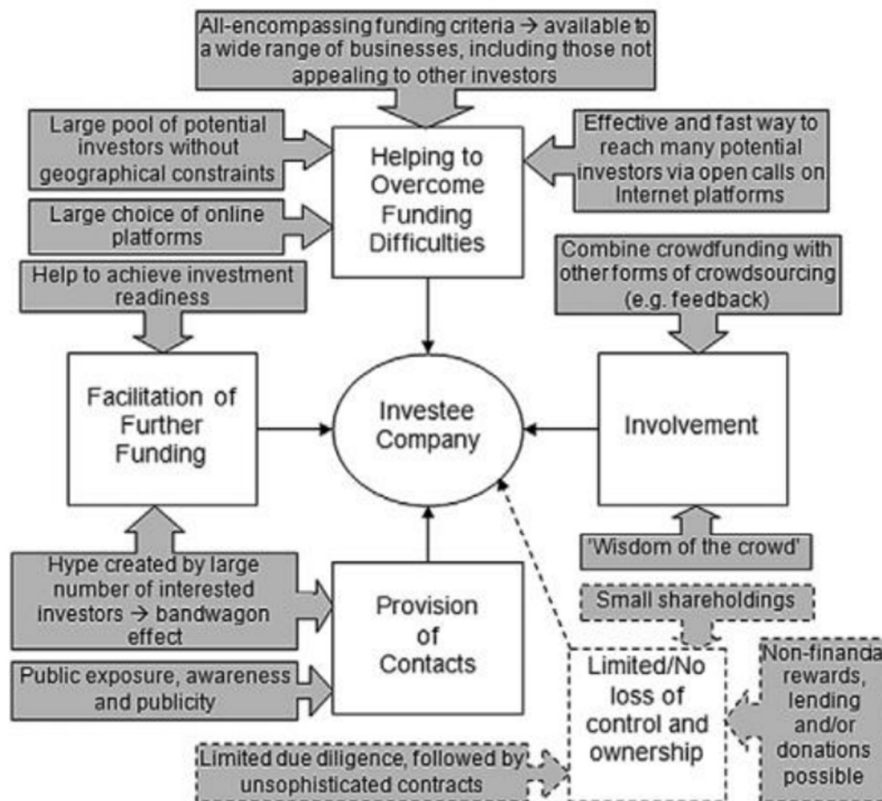 All-encompassing funding criteria → available to
a wide range of businesses, including those not
appealing to other investors
Large pool of potential
investors without
geographical constraints
Helping to
Overcome
Funding
Difficulties
Effective and fast way to
reach many potential
investors via open calls on
Internet platforms
Large choice of online
platforms
Help to achieve investment
readiness
Combine crowdfunding with
other forms of crowdsourcing
(e.g. feedback)
Facilitation of
Further
Funding
Investee
Company
Involvement
Hype created by large
number of interested
investors → bandwagon
effect
'Wisdom of the crowd'
Provision
of
Contacts
Small shareholdings
Public exposure, awareness
and publicity
Limited/No
loss of
control and
ownership
Non-financial
rewards,
lending
and/or
donations
possible
Limited due diligence, followed by
unsophisticated contracts